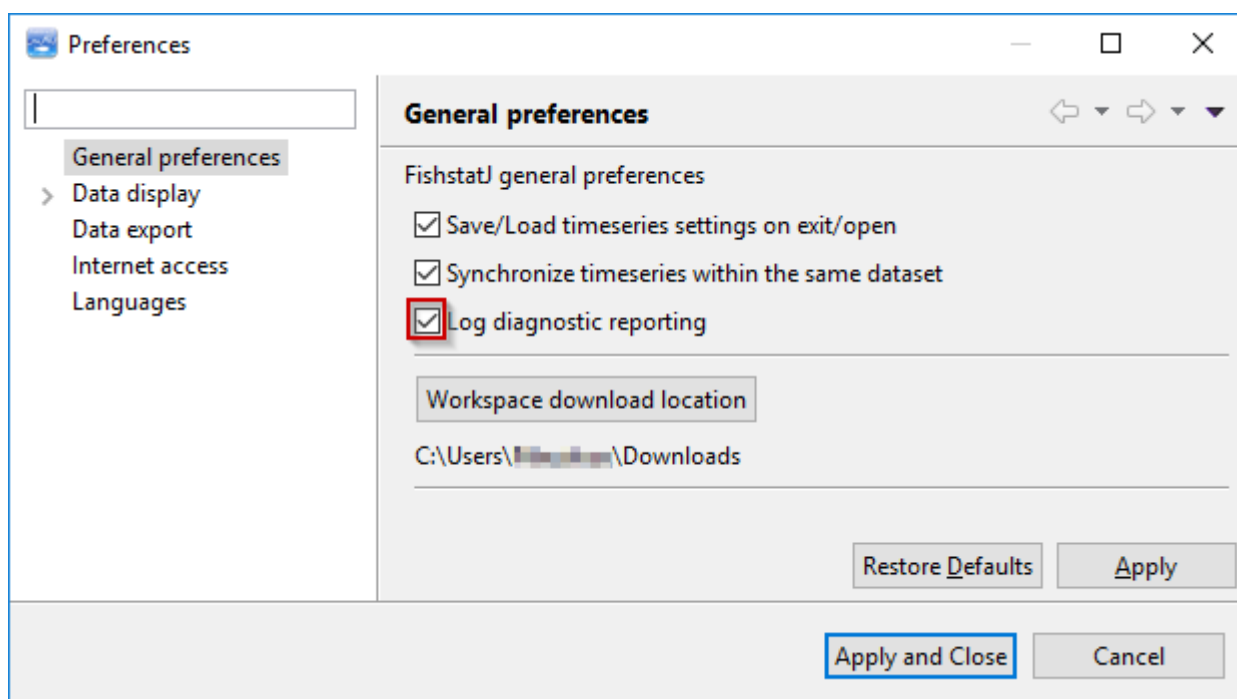 Preferences
General preferences
Data display
Data export
Internet access
Languages
General preferences
FishstatJ general preferences
Save/Load timeseries settings on exit/open
Synchronize timeseries within the same dataset
Log diagnostic reporting
Workspace download location
C:\Users\ \Downloads
Restore Defaults Apply
Apply and Close Cancel